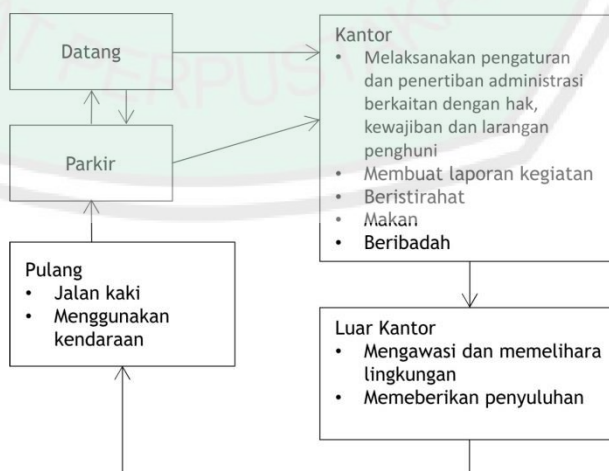 Datang
Parkir
Kantor
• Melaksanakan pengaturan
dan penertiban administrasi
berkaitan dengan hak,
kewajiban dan larangan
penghuni
• Membuat laporan kegiatan
• Beristirahat
• Makan
• Beribadah
Pulang
• Jalan kaki
• Menggunakan
kendaraan
Luar Kantor
• Mengawasi dan memelihara
lingkungan
• Memeberikan penyuluhan
PERPUSTAKA